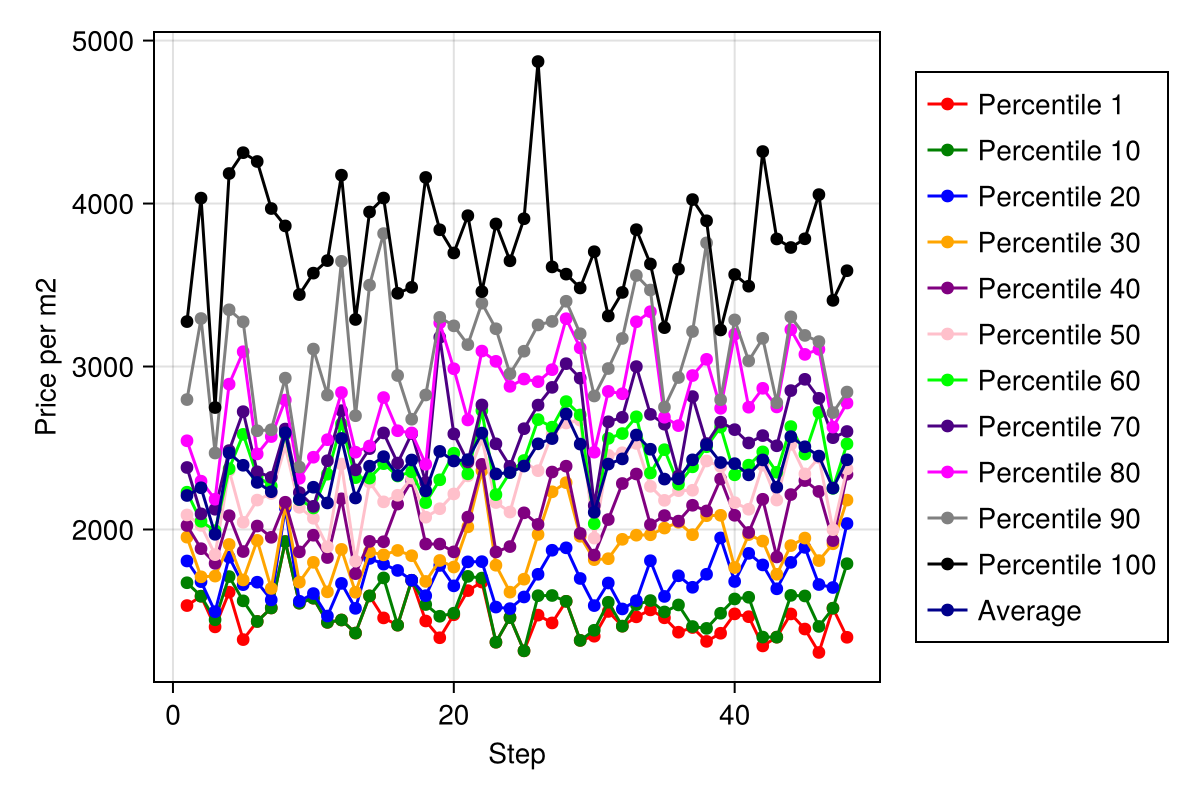 5000
4000
3000
2000
Price per m2
0
20
40
Step
Percentile 1
Percentile 10
Percentile 20
Percentile 30
Percentile 40
Percentile 50
Percentile 60
Percentile 70
Percentile 80
Percentile 90
Percentile 100
Average